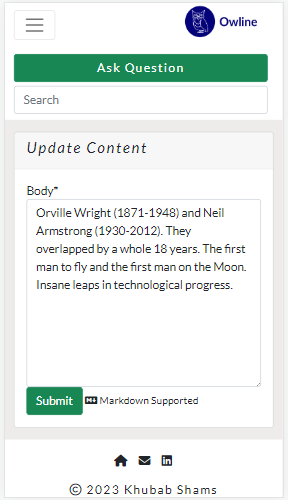 Owline
Ask Question
Search
Update Content
Body*
Orville Wright (1871-1948) and Neil
Armstrong (1930-2012). They
overlapped by a whole 18 years. The first
man to fly and the first man on the Moon.
Insane leaps in technological progress.
Submit Markdown Supported
© 2023 Khubab Shams